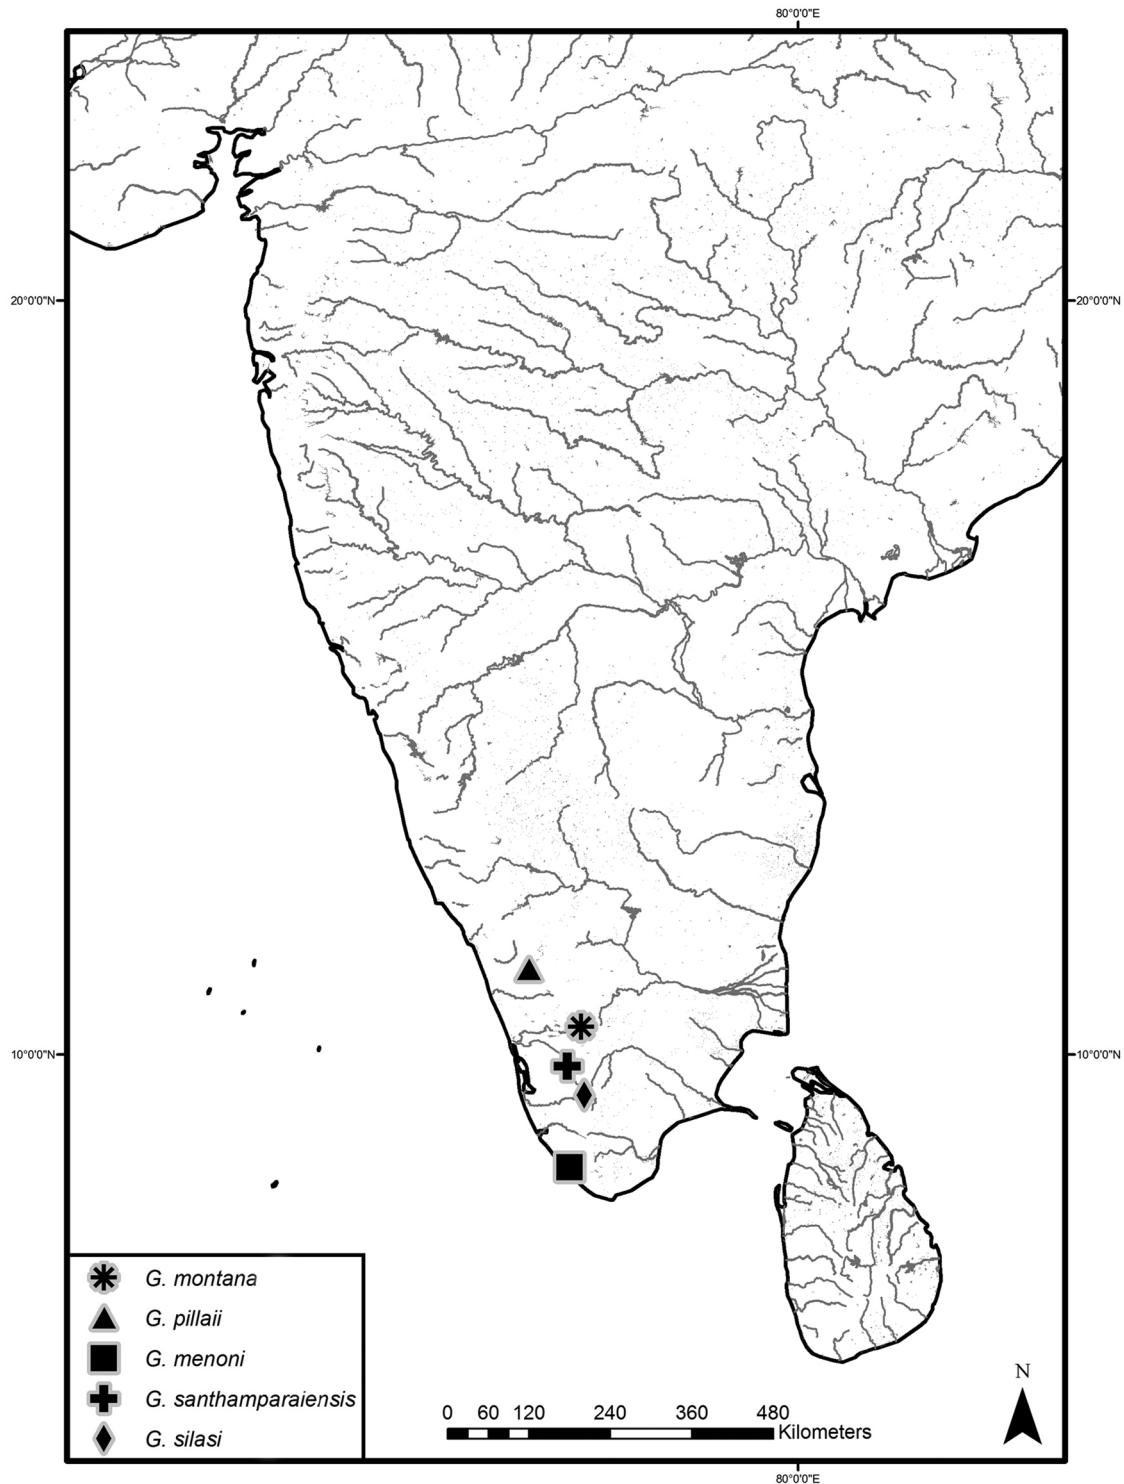 80°0'0"E
20°0'0"N
20°0'0"N
10°0'0"N
10°0'0"N
G. montana
G. pillaii
G. menoni
G. santhamparaiensis
G. silasi
0 60 120 240 360 480
Kilometers
N
80°0'0"E